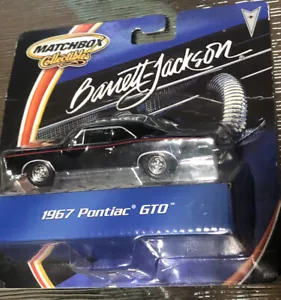 MATCHBOX
Collectibles
Barrett-Jackson
1967 Pontiac® GTO™